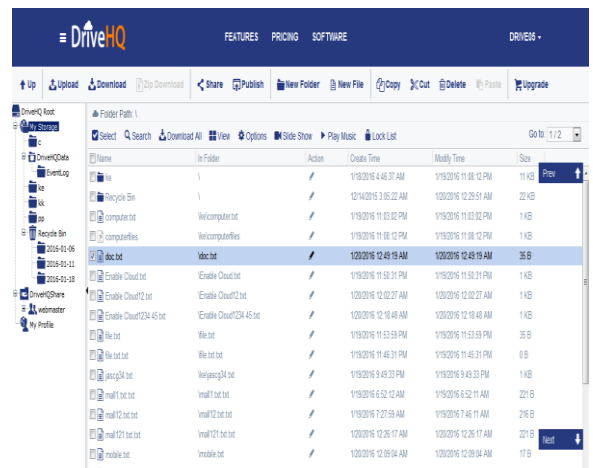 ≡ DriveHQ FEATURES PRICING SOFTWARE DRIVE85
Up Upload Download Zip Download Share Publish New Folder New File Copy Cut Delete Paste Upgrade
DriveHQ Root
My Storage
c
DriveHQData
EventLog
ke
kk
pp
Recycle Bin
2016-01-06
2016-01-11
2016-01-18
DriveHQShare
webmaster
My Profile
Folder Path: \
Select Search Download All View Options Slide Show Play Music Lock List Go to: 1 / 2
Name In Folder Action Create Time Modify Time Size
Prev
ke \ 1/18/2016 4:46:37 AM 1/19/2016 11:08:12 PM 11 KB
Recycle Bin \ 12/14/2015 3:05:22 AM 1/20/2016 12:29:51 AM 22 KB
computer.txt \ke\computer.txt 1/19/2016 11:03:02 PM 1/19/2016 11:03:02 PM 1 KB
computerfiles \ke\computerfiles 1/19/2016 11:08:12 PM 1/19/2016 11:08:12 PM 1 KB
doc.txt \doc.txt 1/20/2016 12:49:19 AM 1/20/2016 12:49:19 AM 35 B
Enable Cloud.txt \Enable Cloud.txt 1/19/2016 11:50:31 PM 1/19/2016 11:50:31 PM 1 KB
Enable Cloud12.txt \Enable Cloud12.txt 1/20/2016 12:02:27 AM 1/20/2016 12:02:27 AM 1 KB
Enable Cloud1234 45.txt \Enable Cloud1234 45.txt 1/20/2016 12:18:48 AM 1/20/2016 12:18:48 AM 1 KB
file.txt \file.txt 1/19/2016 11:53:59 PM 1/19/2016 11:53:59 PM 35 B
file.txt.txt \file.txt.txt 1/19/2016 11:46:31 PM 1/19/2016 11:45:31 PM 0 B
jascg34.txt \ke\jascg34.txt 1/19/2016 9:49:33 PM 1/19/2016 9:49:33 PM 1 KB
mall1.txt.txt \mall1.txt.txt 1/19/2016 6:52:12 AM 1/19/2016 6:52:11 AM 221 B
mall12.txt.txt \mall12.txt.txt 1/19/2016 7:27:59 AM 1/19/2016 7:46:11 AM 216 B
mall121.txt.txt \mall121.txt.txt 1/20/2016 12:26:17 AM 1/20/2016 12:26:17 AM 221 B
Next
mobile.txt \mobile.txt 1/20/2016 12:09:04 AM 1/20/2016 12:09:04 AM 17 B